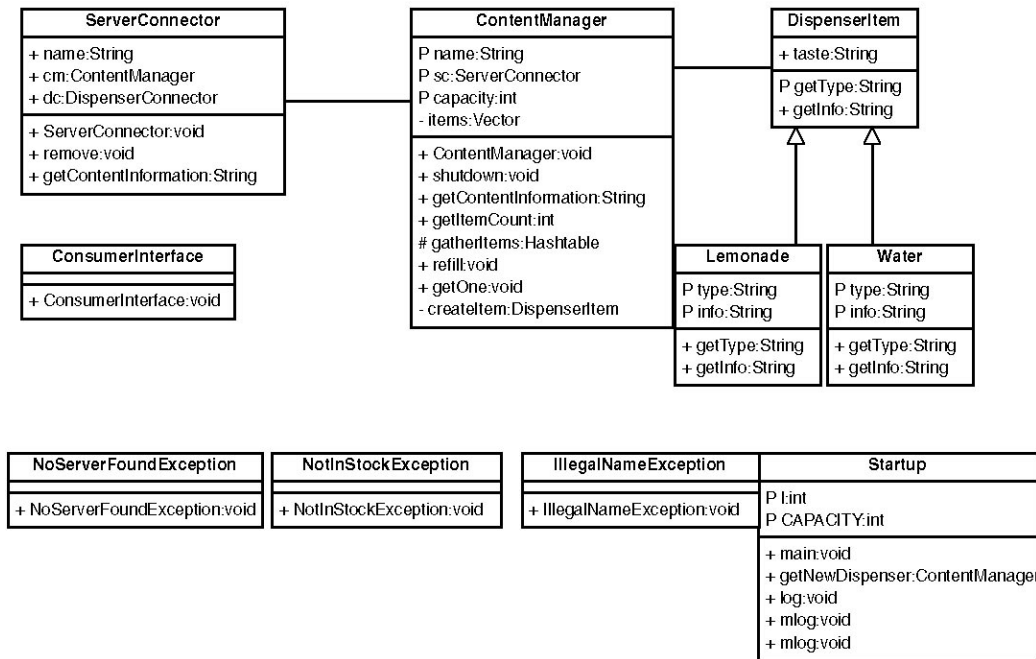 ServerConnector
+ name:String
+ cm:ContentManager
+ dc:DispenserConnector
+ ServerConnector:void
+ remove:void
+ getContentInformation:String
ContentManager
P name:String
P sc:ServerConnector
P capacity:int
- items:Vector
+ ContentManager:void
+ shutdown:void
+ getContentInformation:String
+ getItemCount:int
# gatherItems:Hashtable
+ refill:void
+ getOne:void
- createItem:DispenserItem
DispenserItem
+ taste:String
P getType:String
+ getInfo:String
ConsumerInterface
+ ConsumerInterface:void
Lemonade
P type:String
P info:String
+ getType:String
+ getInfo:String
Water
P type:String
P info:String
+ getType:String
+ getInfo:String
NoServerFoundException
+ NoServerFoundException:void
NotInStockException
+ NotInStockException:void
IllegalNameException
+ IllegalNameException:void
Startup
P l:int
P CAPACITY:int
+ main:void
+ getNewDispenser:ContentManager
+ log:void
+ mlog:void
+ mlog:void